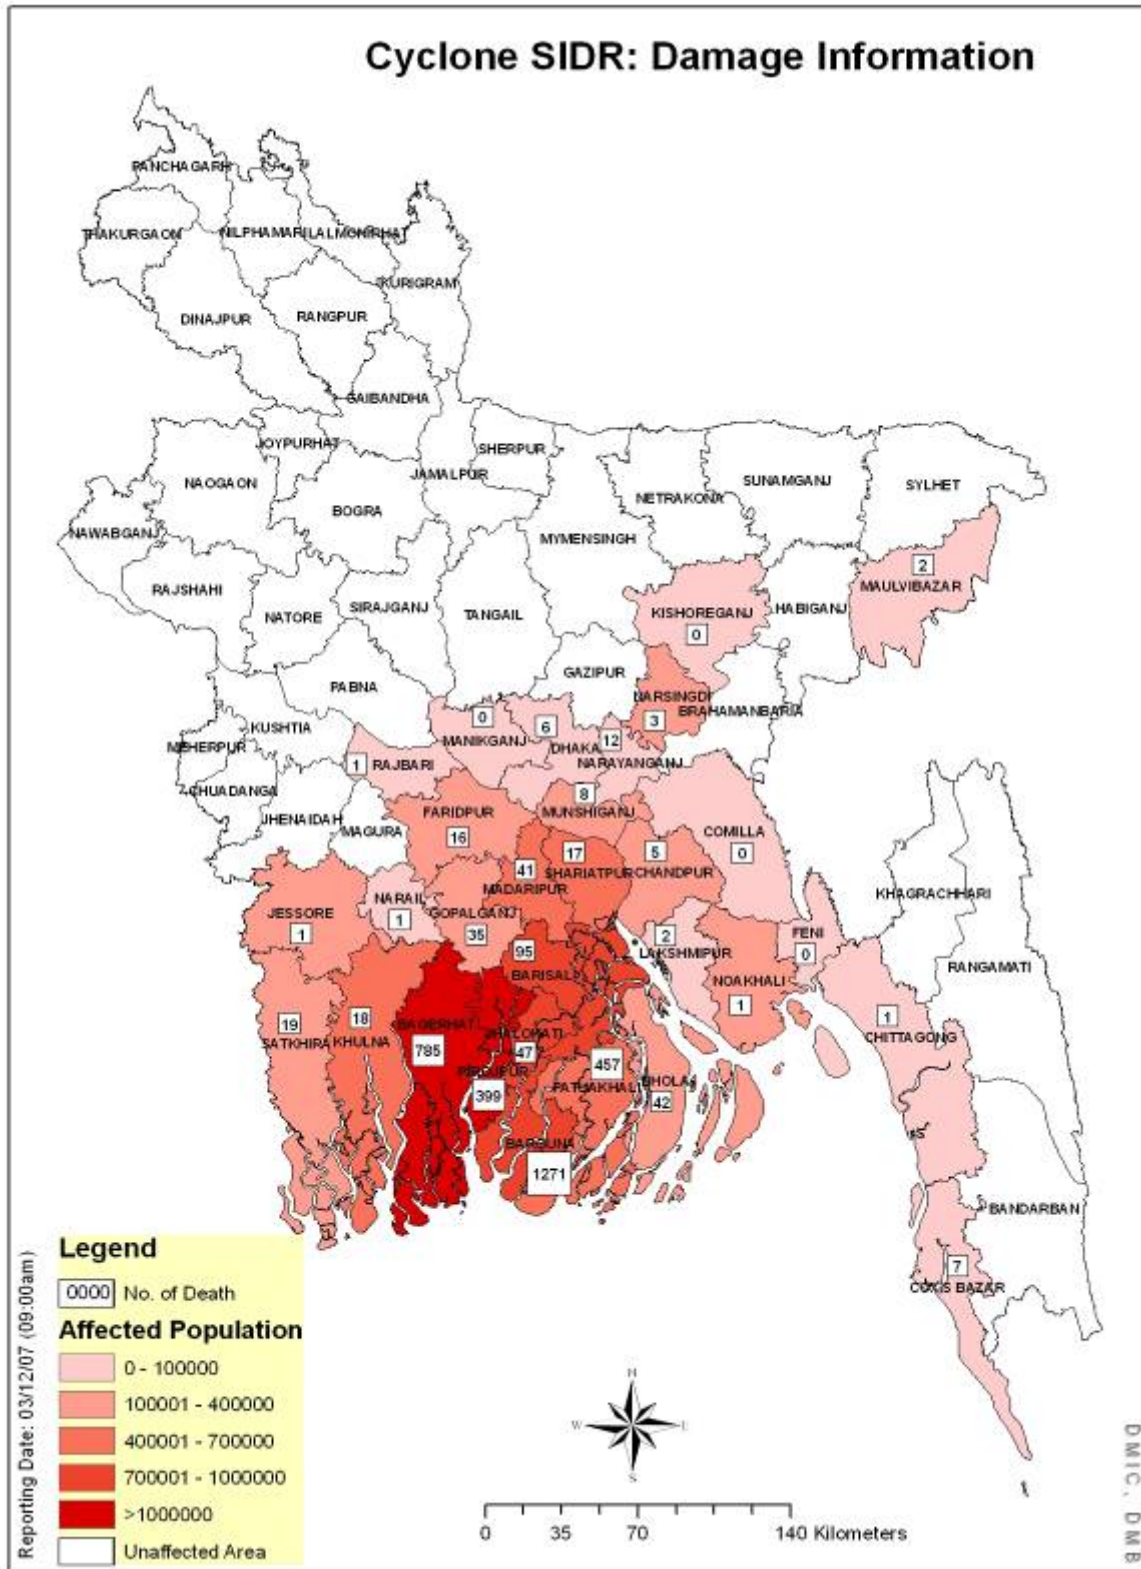 Cyclone SIDR: Damage Information
PANCHAGARH
THAKURGAON
NILPHAMARI
LALMONIRHAT
KURIGRAM
DINAJPUR
RANGPUR
GAIBANDHA
JOYPURHAT
SHERPUR
JAMALPUR
NAOGAON
BOGRA
NETRAKONA
SUNAMGANJ
SYLHET
NAWABGANJ
MYMENSINGH
2
MAULVIBAZAR
RAJSHAHI
NATORE
SIRAJGANJ
TANGAIL
KISHOREGANJ
0
HABIGANJ
GAZIPUR
PABNA
NARSINGDI
3
BRAHAMANBARIA
KUSHTIA
0
MANIKGANJ
6
DHAKA
12
NARAYANGANJ
MEHERPUR
1
RAJBARI
CHUADANGA
8
MUNSHIGANJ
JHENAIDAH
MAGURA
FARIDPUR
16
COMILLA
0
17
SHARIATPUR
5
CHANDPUR
41
MADARIPUR
KHAGRACHHARI
NARAIL
1
JESSORE
1
GOPALGANJ
35
2
LAKSHMIPUR
FENI
0
95
BARISAL
RANGAMATI
NOAKHALI
1
19
SATKHIRA
18
KHULNA
BAGERHAT
785
JHALOKATI
47
1
CHITTAGONG
PIROJPUR
399
457
PATUAKHALI
BHOLA
42
BARGUNA
1271
BANDARBAN
7
COXS BAZAR
Legend
0000 No. of Death
Affected Population
0 - 100000
100001 - 400000
400001 - 700000
700001 - 1000000
>1000000
Unaffected Area
Reporting Date: 03/12/07 (09:00am)
N
W E
S
0 35 70 140 Kilometers
DMIC, DMB